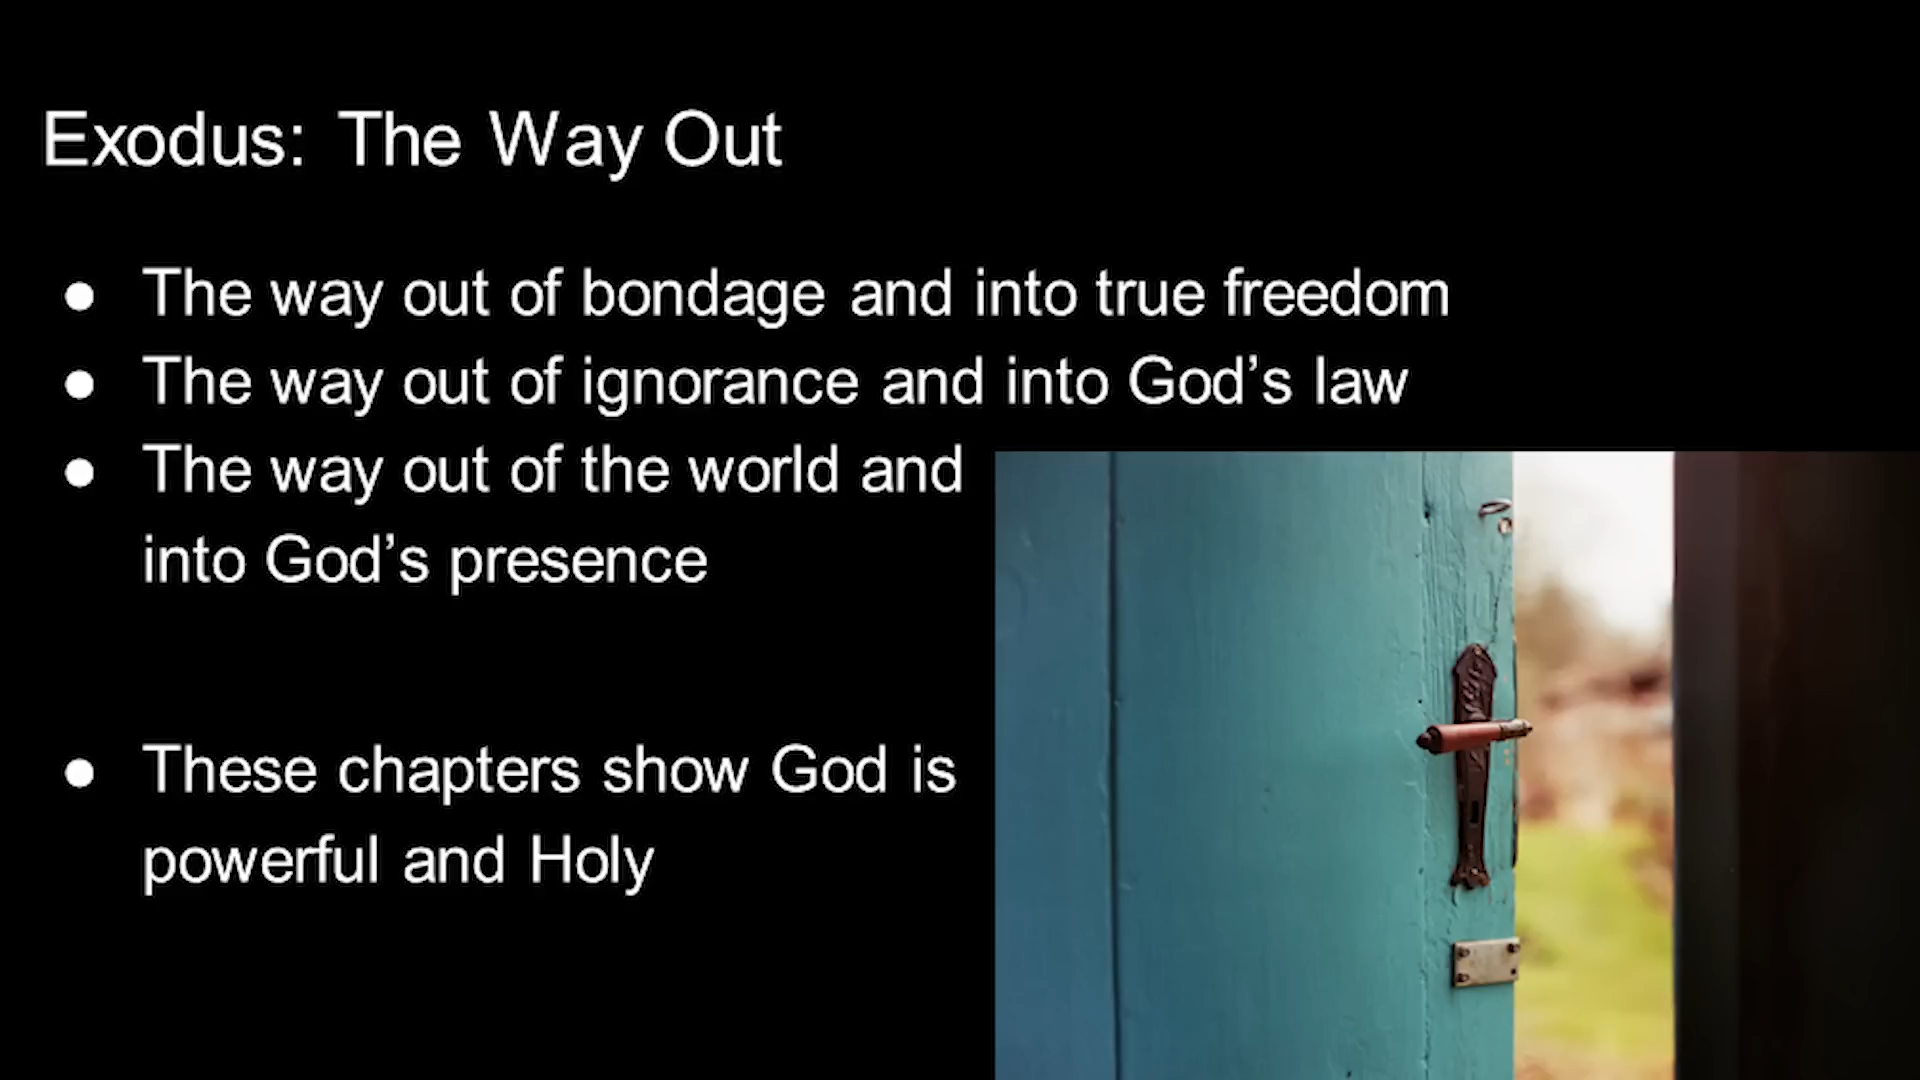 Exodus: The Way Out
● The way out of bondage and into true freedom
● The way out of ignorance and into God’s law
● The way out of the world and
into God’s presence
● These chapters show God is
powerful and Holy